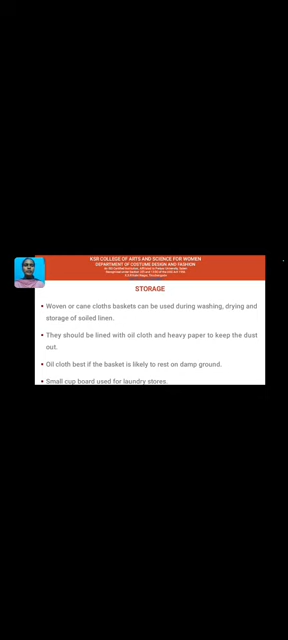 KSR COLLEGE OF ARTS AND SCIENCE FOR WOMEN
DEPARTMENT OF COSTUME DESIGN AND FASHION
STORAGE
• Woven or cane cloths baskets can be used during washing, drying and
storage of soiled linen.
• They should be lined with oil cloth and heavy paper to keep the dust
out.
• Oil cloth best if the basket is likely to rest on damp ground.
• Small cup board used for laundry stores